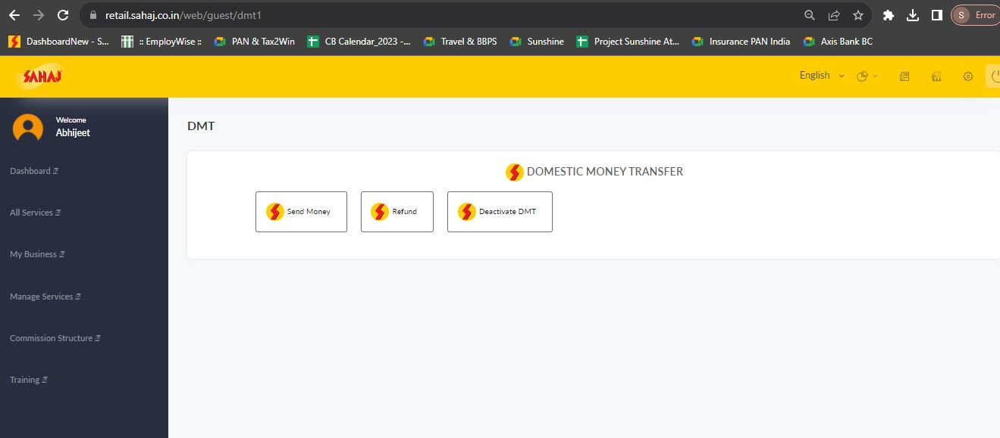 retail.sahaj.co.in/web/guest/dmt1
S Error
DashboardNew - S... :: EmployWise :: PAN & Tax2Win CB Calendar_2023 -... Travel & BBPS Sunshine Project Sunshine At... Insurance PAN India Axis Bank BC
SAHAJ
English
Welcome
Abhijeet
DMT
DOMESTIC MONEY TRANSFER
Send Money Refund Deactivate DMT
Dashboard
All Services
My Business
Manage Services
Commission Structure
Training